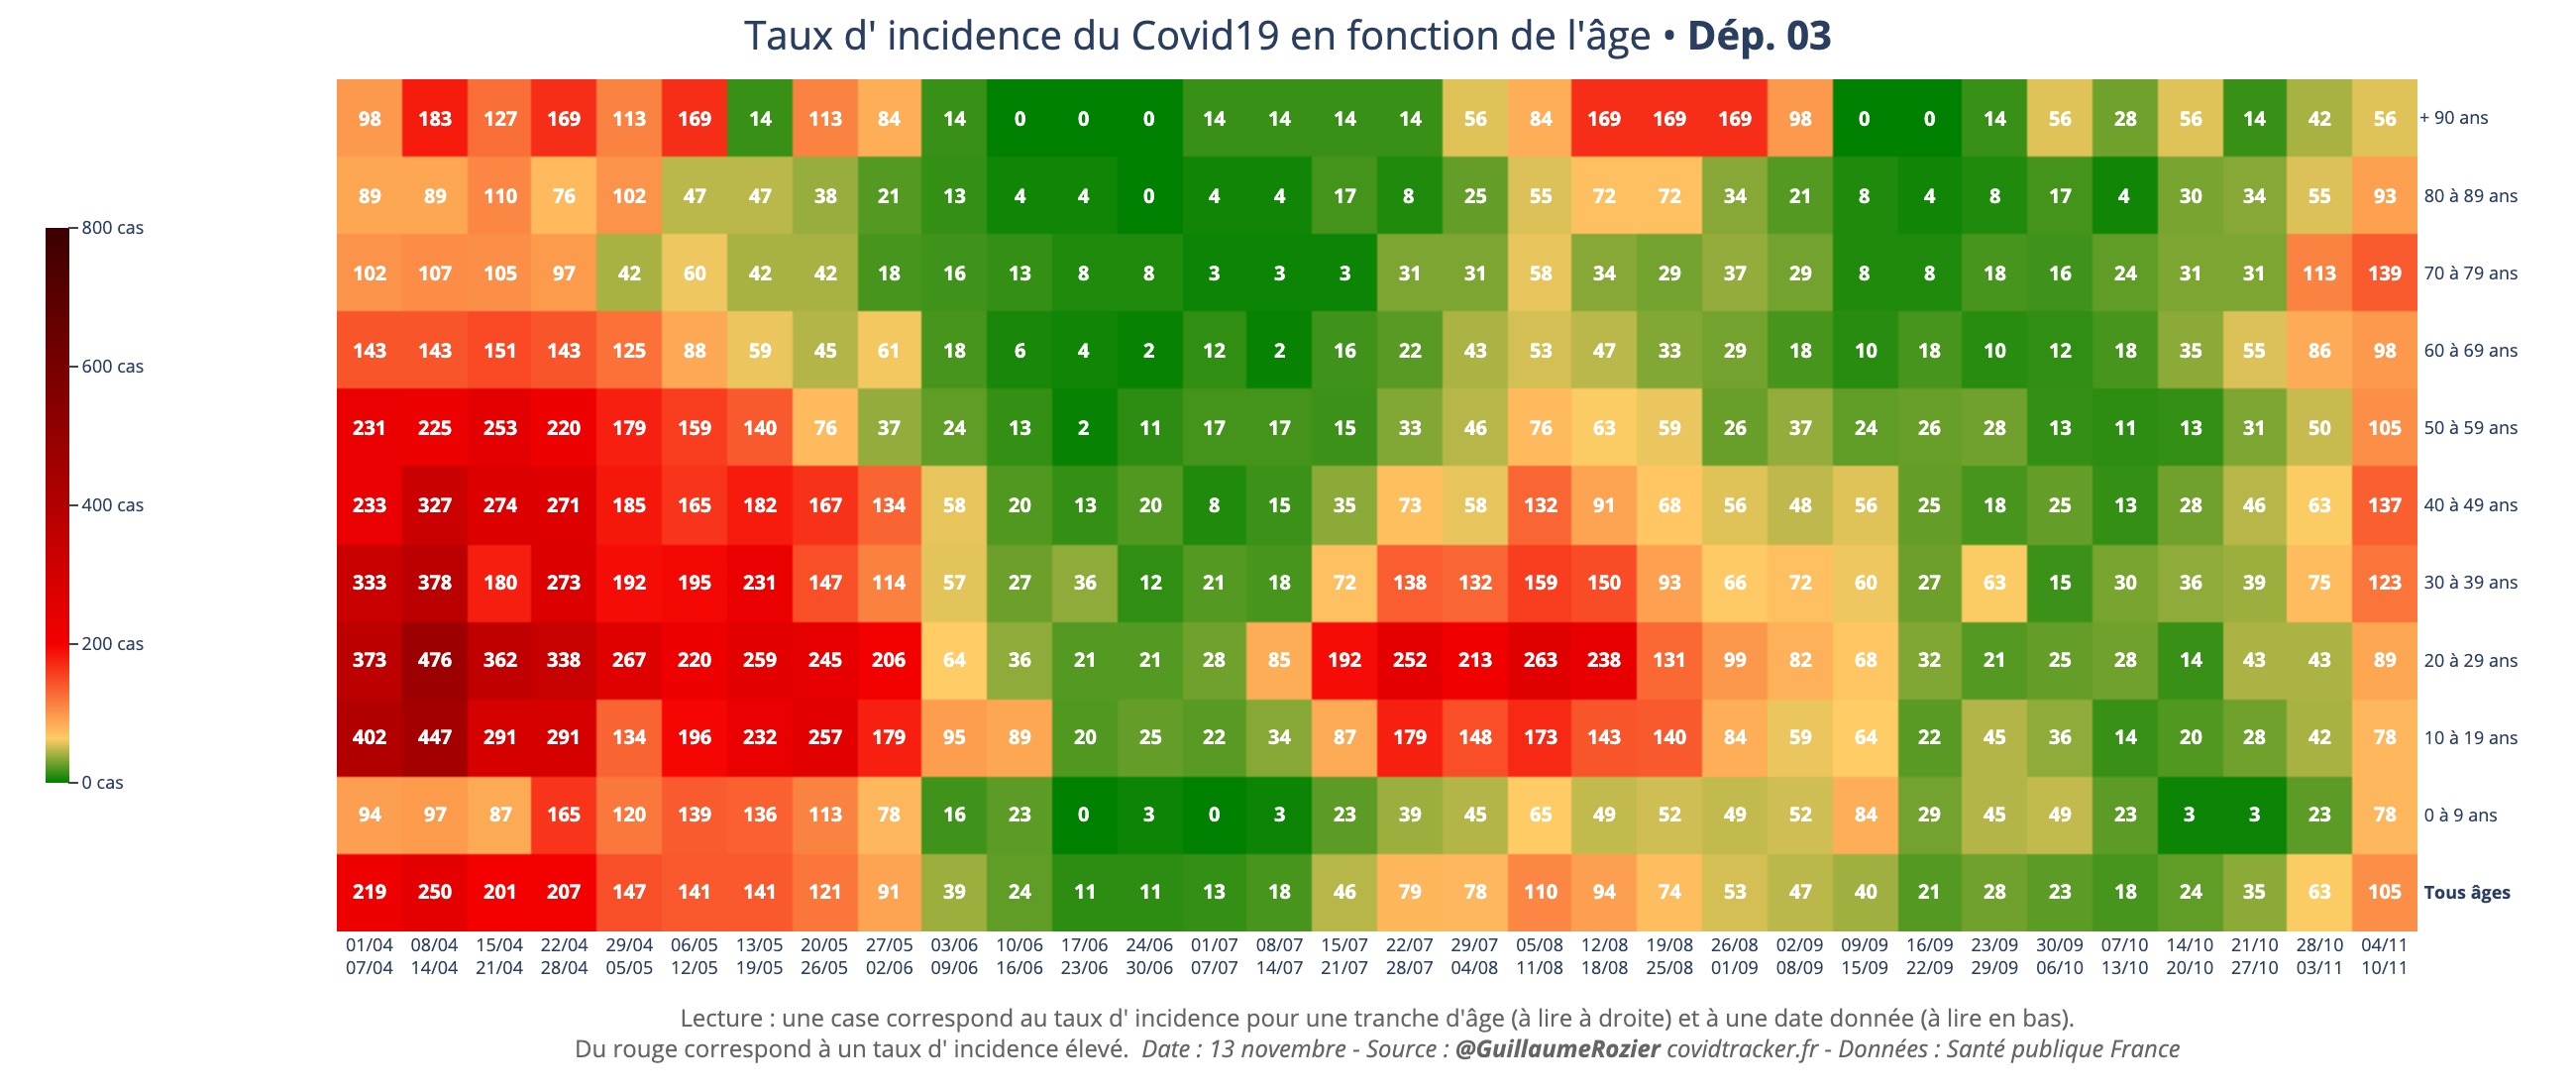 Taux d' incidence du Covid19 en fonction de l'âge • Dép. 03
98 183 127 169 113 169 14 113 84 14 0 0 0 14 14 14 14 56 84 169 169 169 98 0 0 14 56 28 56 14 42 56 + 90 ans
89 89 110 76 102 47 47 38 21 13 4 4 0 4 4 17 8 25 55 72 72 34 21 8 4 8 17 4 30 34 55 93 80 à 89 ans
800 cas
102 107 105 97 42 60 42 42 18 16 13 8 8 3 3 3 31 31 58 34 29 37 29 8 8 18 16 24 31 31 113 139 70 à 79 ans
143 143 151 143 125 88 59 45 61 18 6 4 2 12 2 16 22 43 53 47 33 29 18 10 18 10 12 18 35 55 86 98 60 à 69 ans
600 cas
231 225 253 220 179 159 140 76 37 24 13 2 11 17 17 15 33 46 76 63 59 26 37 24 26 28 13 11 13 31 50 105 50 à 59 ans
400 cas
233 327 274 271 185 165 182 167 134 58 20 13 20 8 15 35 73 58 132 91 68 56 48 56 25 18 25 13 28 46 63 137 40 à 49 ans
333 378 180 273 192 195 231 147 114 57 27 36 12 21 18 72 138 132 159 150 93 66 72 60 27 63 15 30 36 39 75 123 30 à 39 ans
200 cas
373 476 362 338 267 220 259 245 206 64 36 21 21 28 85 192 252 213 263 238 131 99 82 68 32 21 25 28 14 43 43 89 20 à 29 ans
402 447 291 291 134 196 232 257 179 95 89 20 25 22 34 87 179 148 173 143 140 84 59 64 22 45 36 14 20 28 42 78 10 à 19 ans
0 cas
94 97 87 165 120 139 136 113 78 16 23 0 3 0 3 23 39 45 65 49 52 49 52 84 29 45 49 23 3 3 23 78 0 à 9 ans
219 250 201 207 147 141 141 121 91 39 24 11 11 13 18 46 79 78 110 94 74 53 47 40 21 28 23 18 24 35 63 105 Tous âges
01/04 08/04 15/04 22/04 29/04 06/05 13/05 20/05 27/05 03/06 10/06 17/06 24/06 01/07 08/07 15/07 22/07 29/07 05/08 12/08 19/08 26/08 02/09 09/09 16/09 23/09 30/09 07/10 14/10 21/10 28/10 04/11
07/04 14/04 21/04 28/04 05/05 12/05 19/05 26/05 02/06 09/06 16/06 23/06 30/06 07/07 14/07 21/07 28/07 04/08 11/08 18/08 25/08 01/09 08/09 15/09 22/09 29/09 06/10 13/10 20/10 27/10 03/11 10/11
Lecture : une case correspond au taux d' incidence pour une tranche d'âge (à lire à droite) et à une date donnée (à lire en bas).
Du rouge correspond à un taux d' incidence élevé. Date : 13 novembre - Source : @GuillaumeRozier covidtracker.fr - Données : Santé publique France